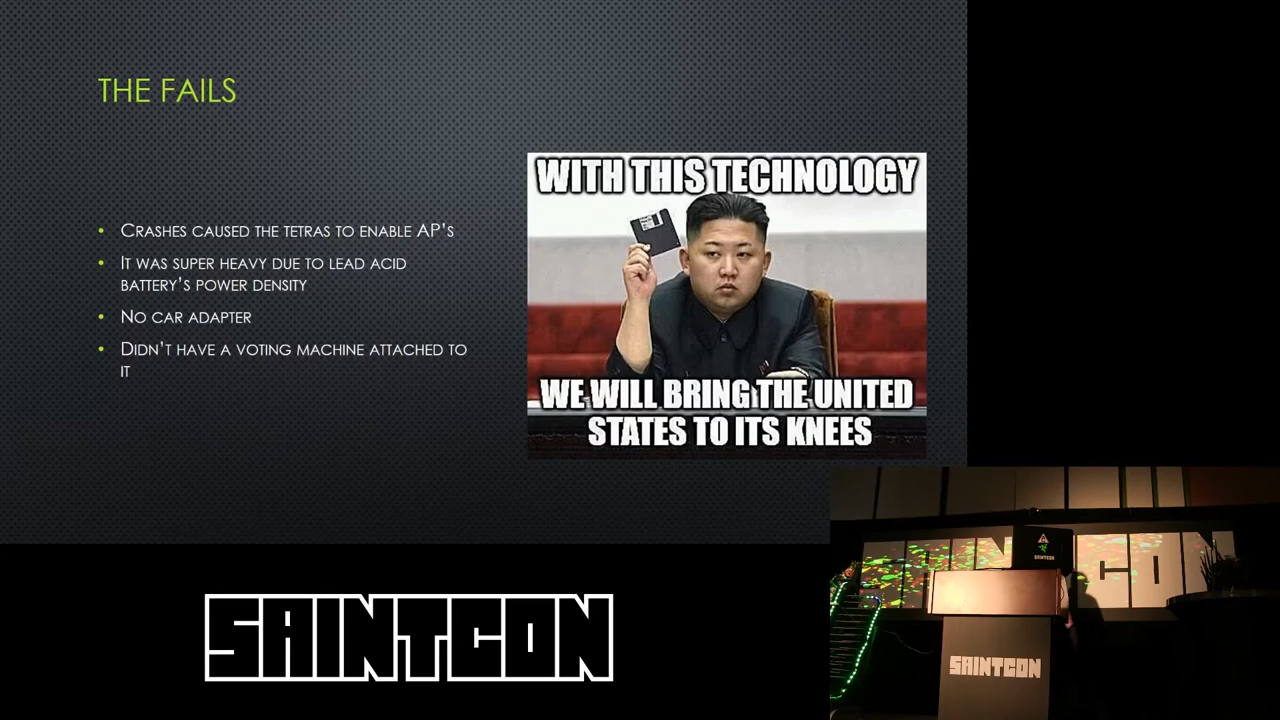 THE FAILS
• CRASHES CAUSED THE TETRAS TO ENABLE AP'S
• IT WAS SUPER HEAVY DUE TO LEAD ACID
BATTERY'S POWER DENSITY
• NO CAR ADAPTER
• DIDN'T HAVE A VOTING MACHINE ATTACHED TO
IT
WITH THIS TECHNOLOGY
WE WILL BRING THE UNITED
STATES TO ITS KNEES
SAINTCON
CON
SAINTCON
SAINTCON